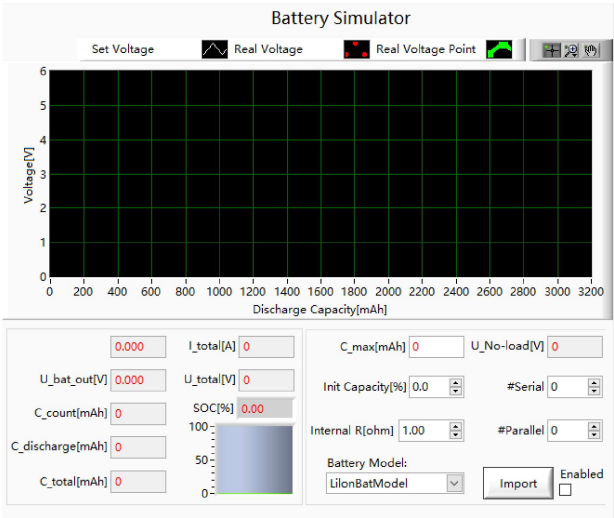 Battery Simulator
Set Voltage Real Voltage Real Voltage Point
6
5
4
3
2
1
0
Voltage[V]
0 200 400 600 800 1000 1200 1400 1600 1800 2000 2200 2400 2600 2800 3000 3200
Discharge Capacity[mAh]
0.000 I_total[A] 0
U_bat_out[V] 0.000 U_total[V] 0
C_count[mAh] 0 SOC[%] 0.00
C_discharge[mAh] 0
C_total[mAh] 0
100
50
0
C_max[mAh] 0 U_No-load[V] 0
Init Capacity[%] 0.0 #Serial 0
Internal R[ohm] 1.00 #Parallel 0
Battery Model:
LiIonBatModel Import Enabled